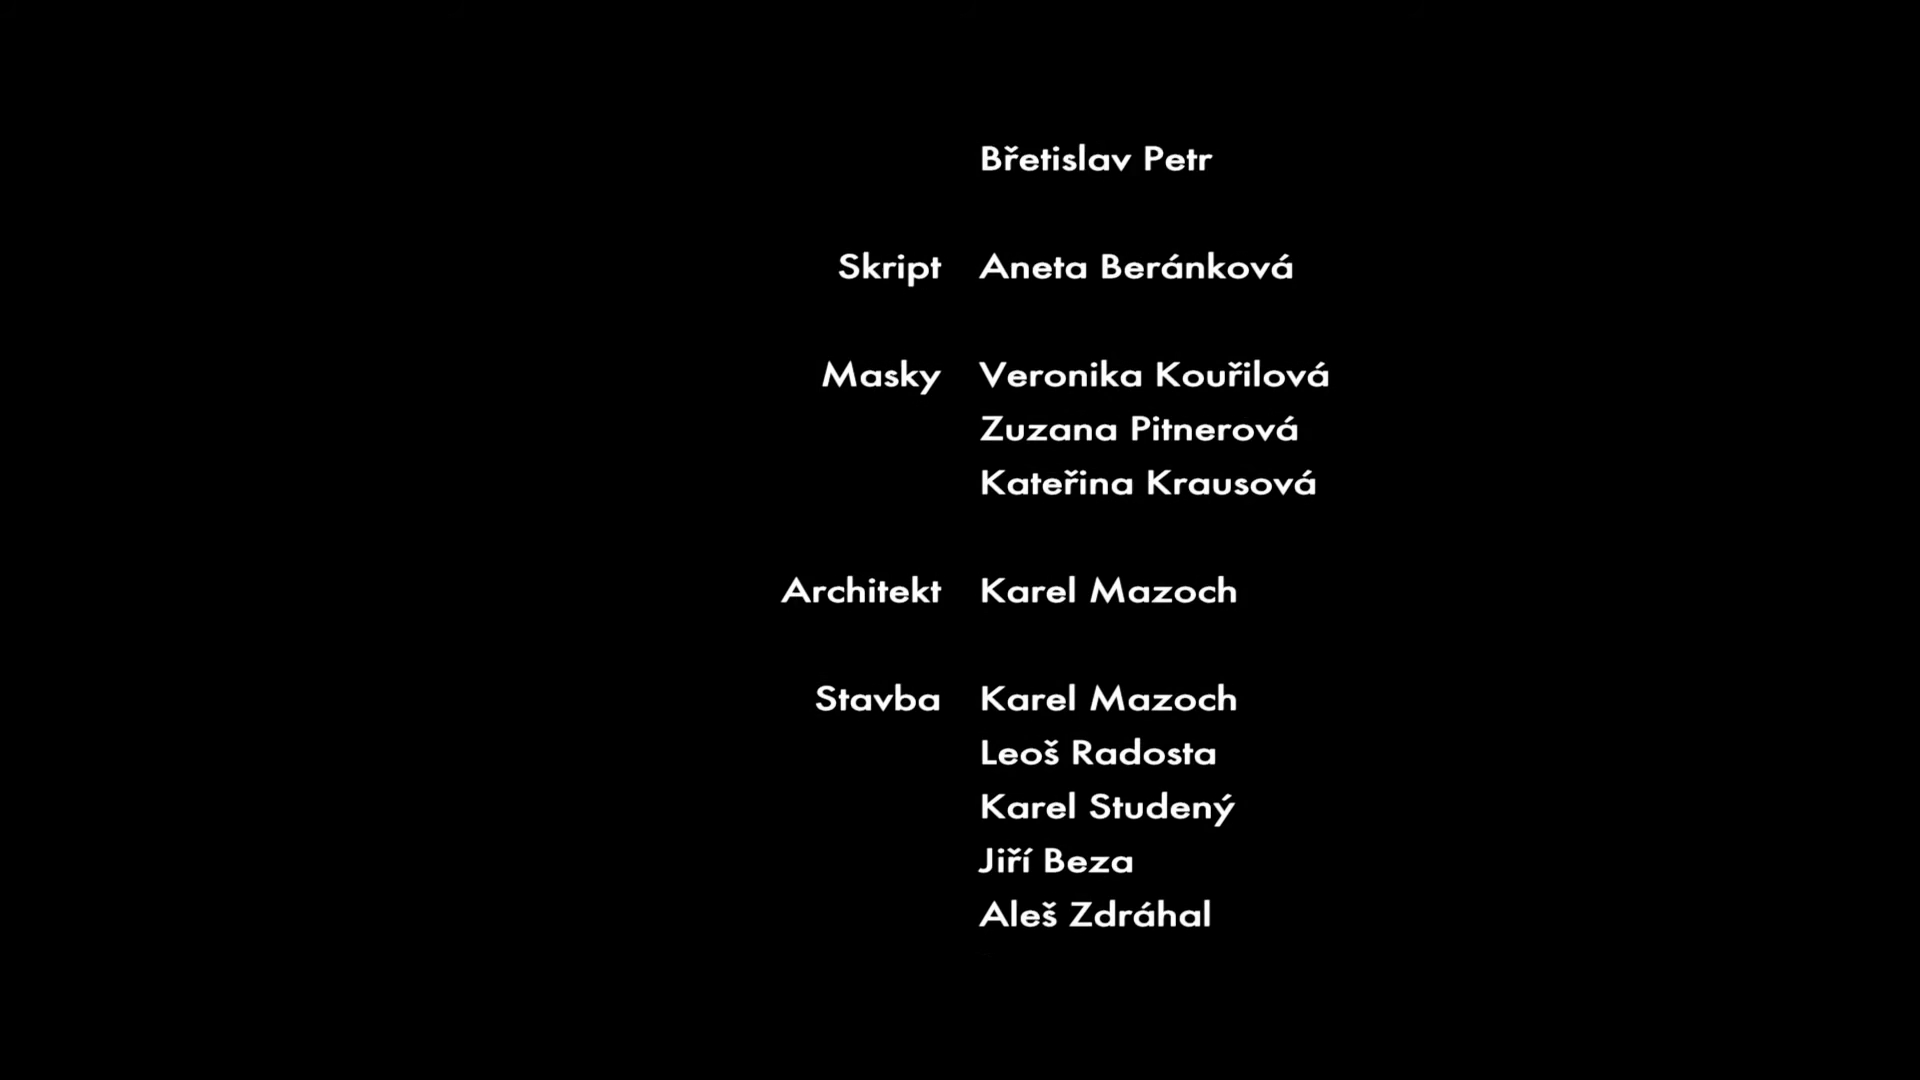 Břetislav Petr
Skript Aneta Beránková
Masky Veronika Kouřilová
Zuzana Pitnerová
Kateřina Krausová
Architekt Karel Mazoch
Stavba Karel Mazoch
Leoš Radosta
Karel Studený
Jiří Beza
Aleš Zdráhal